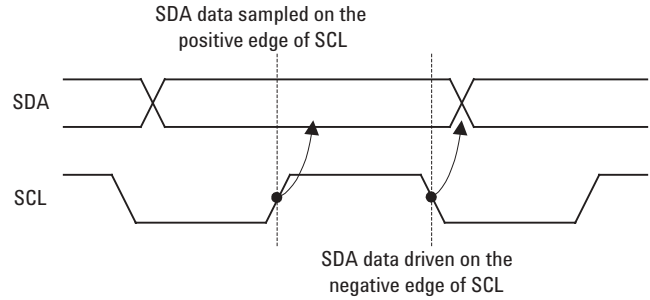 SDA data sampled on the
positive edge of SCL
SDA
SCL
SDA data driven on the
negative edge of SCL